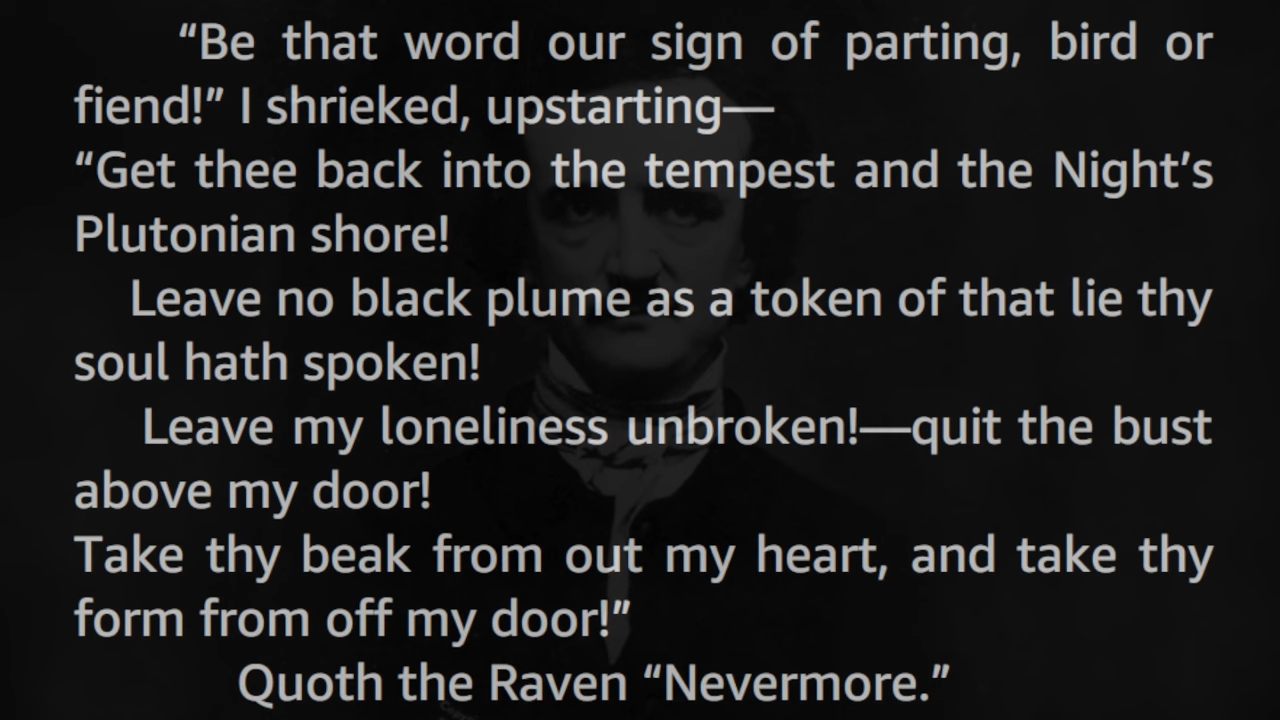 “Be that word our sign of parting, bird or
fiend!” I shrieked, upstarting—
“Get thee back into the tempest and the Night’s
Plutonian shore!
Leave no black plume as a token of that lie thy
soul hath spoken!
Leave my loneliness unbroken!—quit the bust
above my door!
Take thy beak from out my heart, and take thy
form from off my door!”
Quoth the Raven “Nevermore.”